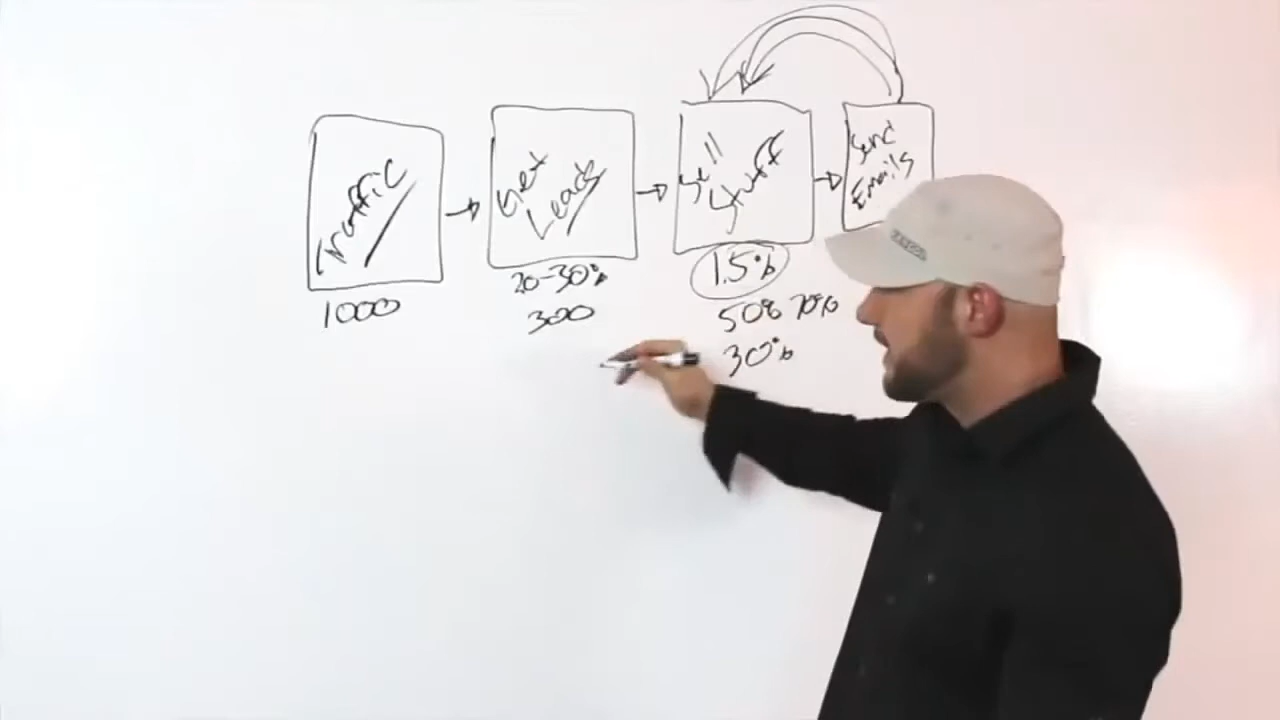 Traffic
1000
Get
Leads
20-30%
300
Sell
Stuff
1.5%
50% 70%
30%
Send
Emails